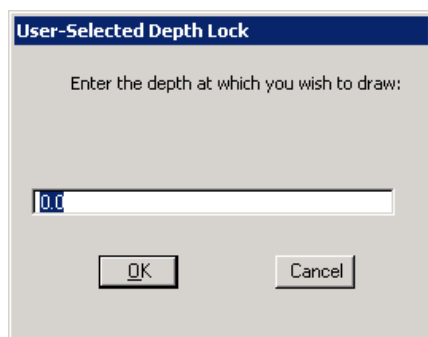 User-Selected Depth Lock
Enter the depth at which you wish to draw:
0.0
OK
Cancel